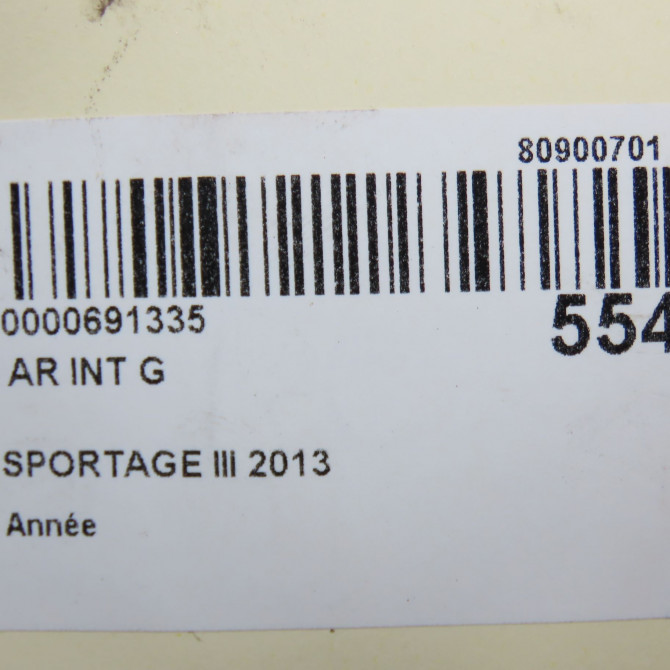 80900701
0000691335
554
AR INT G
SPORTAGE III 2013
Année